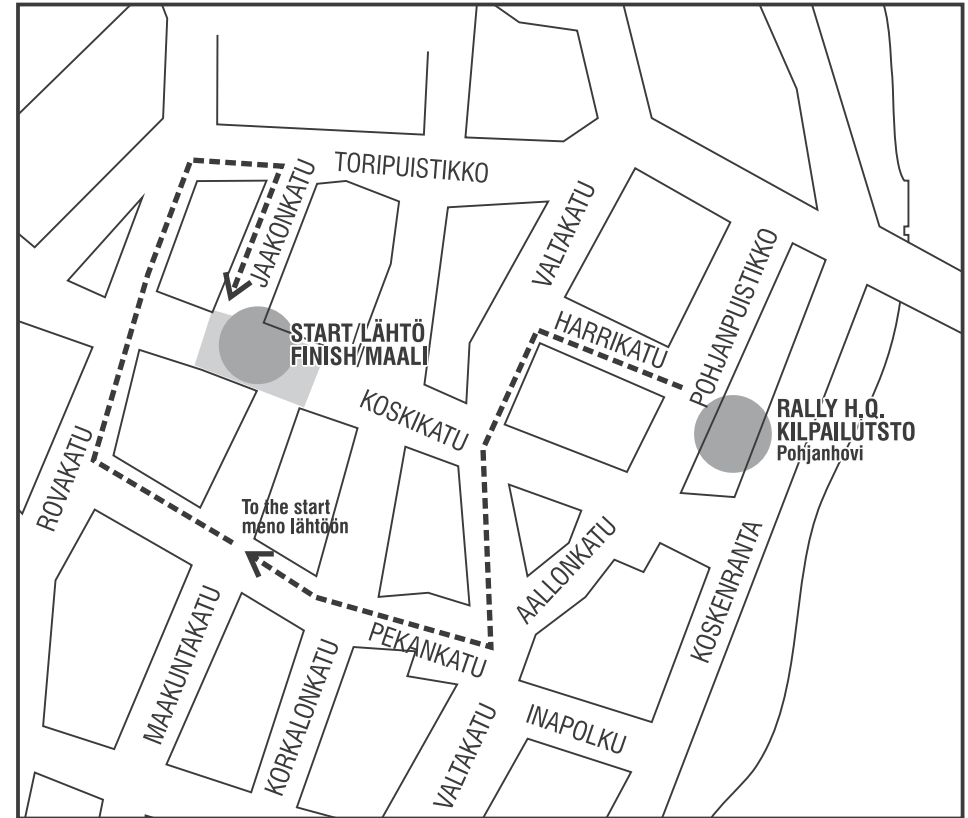 TORIPUISTIKKO
JAAKONKATU
VALTAKATU
POHJANPUISTIKKO
HARRIKATU
START/LÄHTÖ
FINISH/MAALI
KOSKIKATU
RALLY H.Q.
KILPAILUTSTO
Pohjanhovi
ROVAKATU
To the start
meno lähtöön
AALLONKATU
KOSKENRANTA
PEKANKATU
MAAKUNTAKATU
KORKALONKATU
VALTAKATU
INAPOLKU